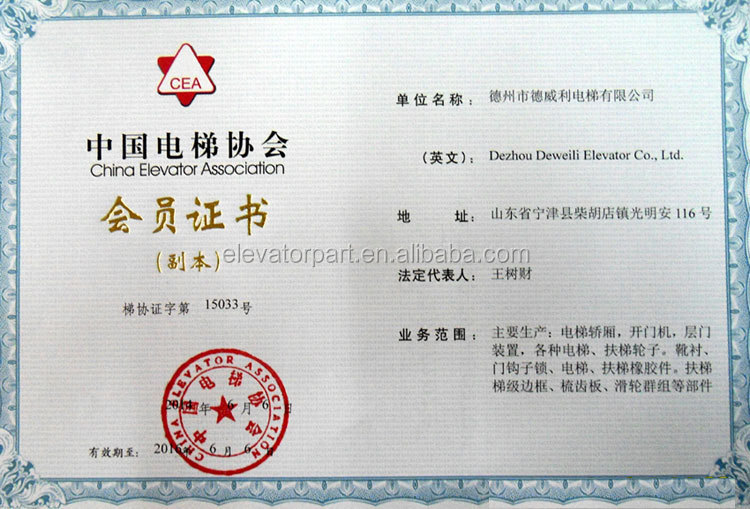 CEA
中国电梯协会
China Elevator Association
会员证书
(副本)
梯协证字第 15033 号
2014年 6 月 6 日
有效期至: 2016年 6 月 6 日
CHINA ELEVATOR ASSOCIATION
中国电梯协会
单位名称: 德州市德威利电梯有限公司
(英文): Dezhou Deweili Elevator Co., Ltd.
地 址: 山东省宁津县柴胡店镇光明安 116 号
elevatorpart.en.alibaba.com
法定代表人: 王树财
业务范围: 主要生产:电梯轿厢,开门机,层门
装置,各种电梯、扶梯轮子。靴衬、
门钩子锁、电梯、扶梯橡胶件。扶梯
梯级边框、梳齿板、滑轮群组等部件